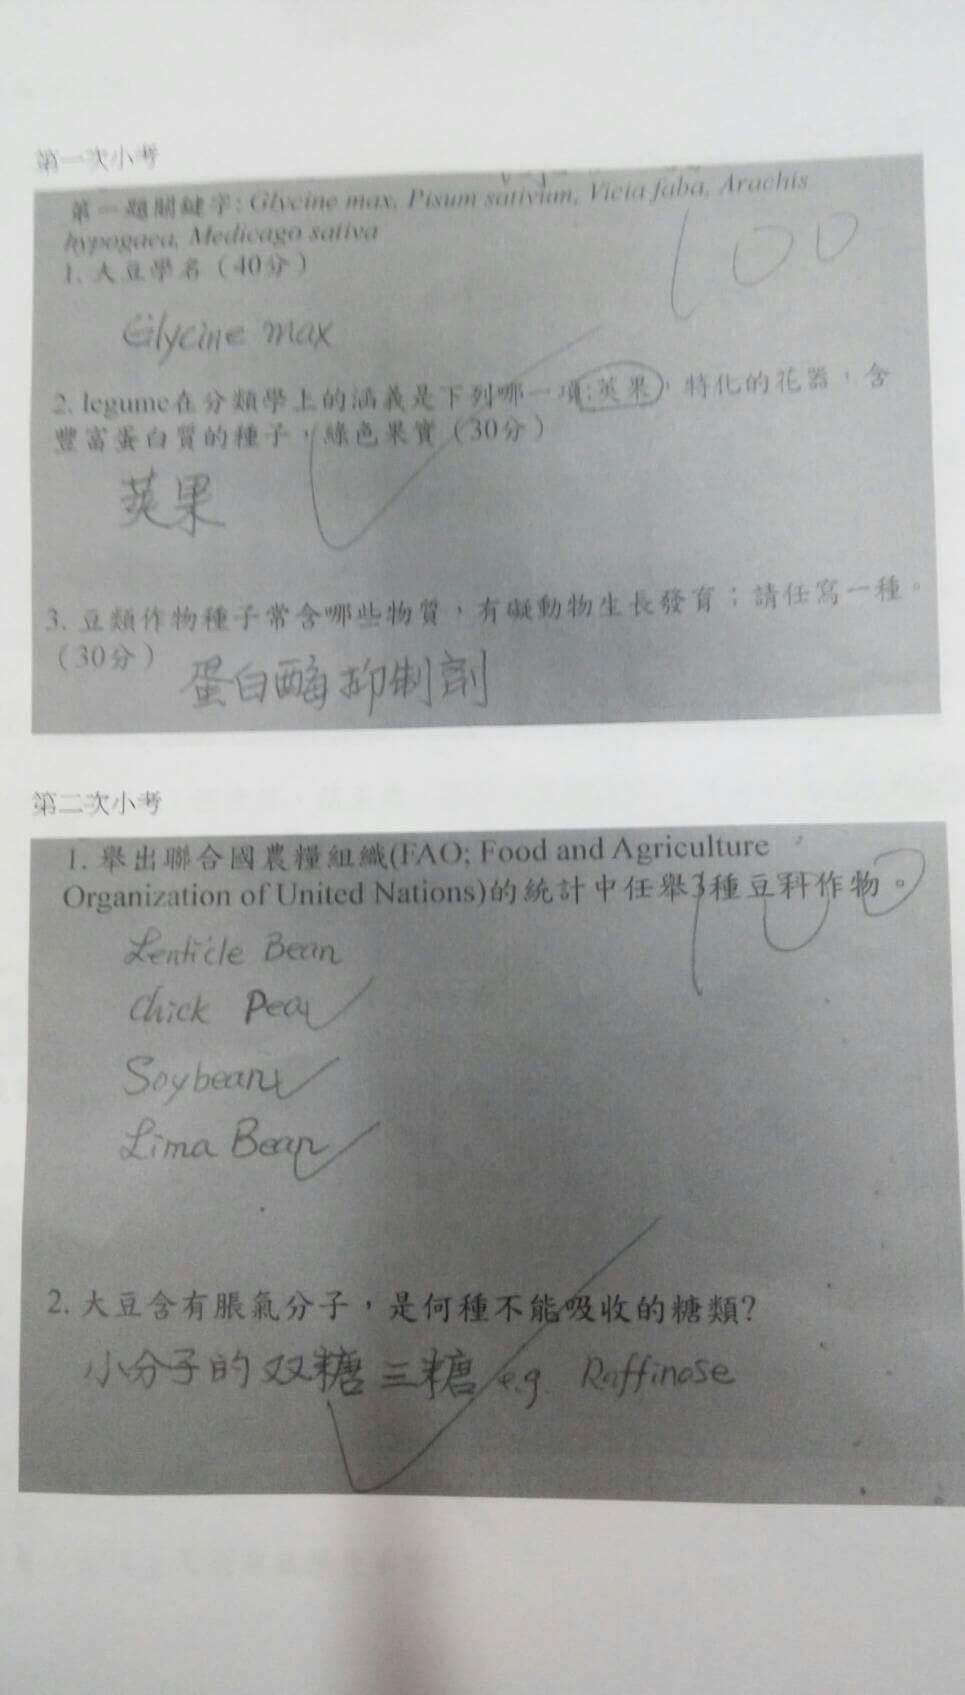 第一次小考
第一題關鍵字: Glycine max, Pisum sativum, Vicia faba, Arachis
hypogaea, Medicago sativa
100
1. 大豆學名（40分）
Glycine max
2. legume在分類學上的涵義是下列哪一項:莢果，特化的花器，含
豐富蛋白質的種子，綠色果實（30分）
莢果
3. 豆類作物種子常含哪些物質，有礙動物生長發育；請任寫一種。
（30分）
蛋白酶抑制劑
第二次小考
1. 舉出聯合國農糧組織(FAO; Food and Agriculture
Organization of United Nations)的統計中任舉3種豆科作物。
100
Lenticle Bean
Chick Pea
Soybean
Lima Bean
2. 大豆含有脹氣分子，是何種不能吸收的糖類?
小分子的双糖三糖 e.g. Raffinose